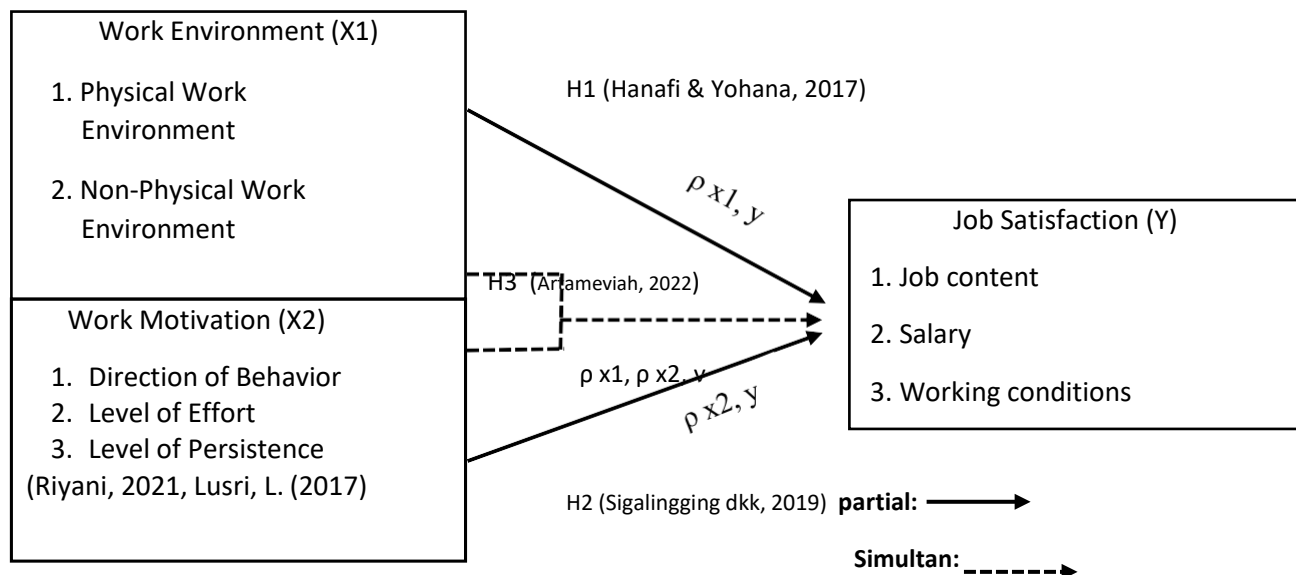 Work Environment (X1)
1. Physical Work
Environment
2. Non-Physical Work
Environment
Work Motivation (X2)
1. Direction of Behavior
2. Level of Effort
3. Level of Persistence
(Riyani, 2021, Lusri, L. (2017)
H1 (Hanafi & Yohana, 2017)
ρ x1, y
H3 (Artameviah, 2022)
ρ x1, ρ x2, y
ρ x2, y
H2 (Sigalingging dkk, 2019) partial:
Simultan:
Job Satisfaction (Y)
1. Job content
2. Salary
3. Working conditions